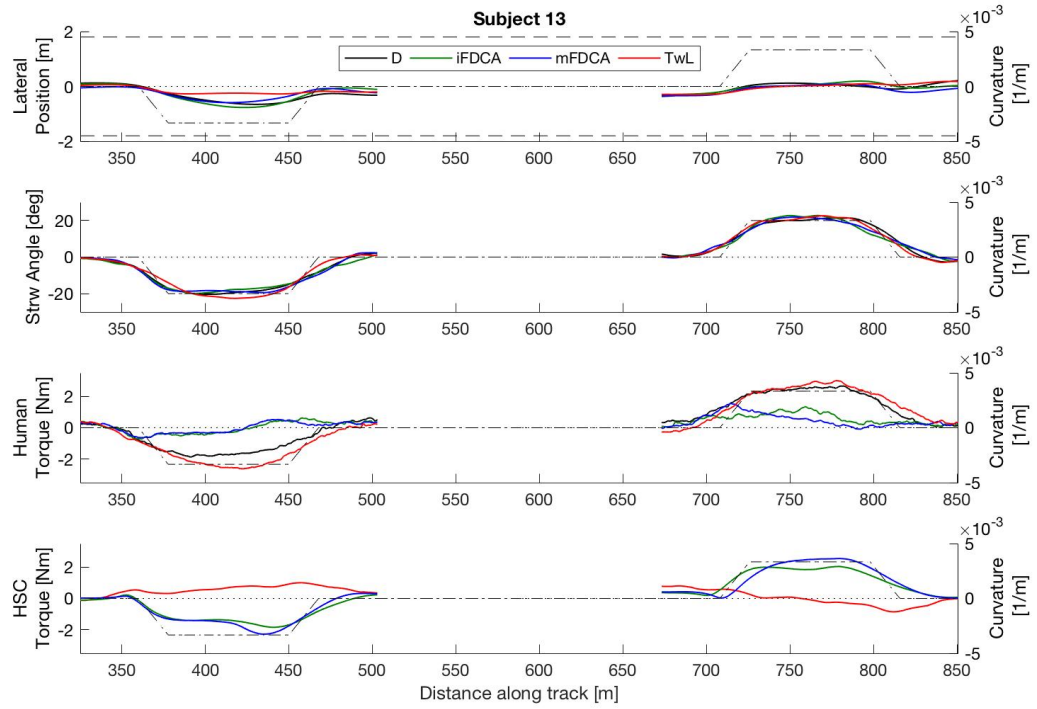 Subject 13
×10⁻³
2
0
-2
Lateral
Position [m]
D
iFDCA
mFDCA
TwL
5
0
-5
Curvature
[1/m]
350 400 450 500 550 600 650 700 750 800 850
×10⁻³
20
0
-20
Strw Angle [deg]
5
0
-5
Curvature
[1/m]
350 400 450 500 550 600 650 700 750 800 850
×10⁻³
2
0
-2
Human
Torque [Nm]
5
0
-5
Curvature
[1/m]
350 400 450 500 550 600 650 700 750 800 850
×10⁻³
2
0
-2
HSC
Torque [Nm]
5
0
-5
Curvature
[1/m]
350 400 450 500 550 600 650 700 750 800 850
Distance along track [m]